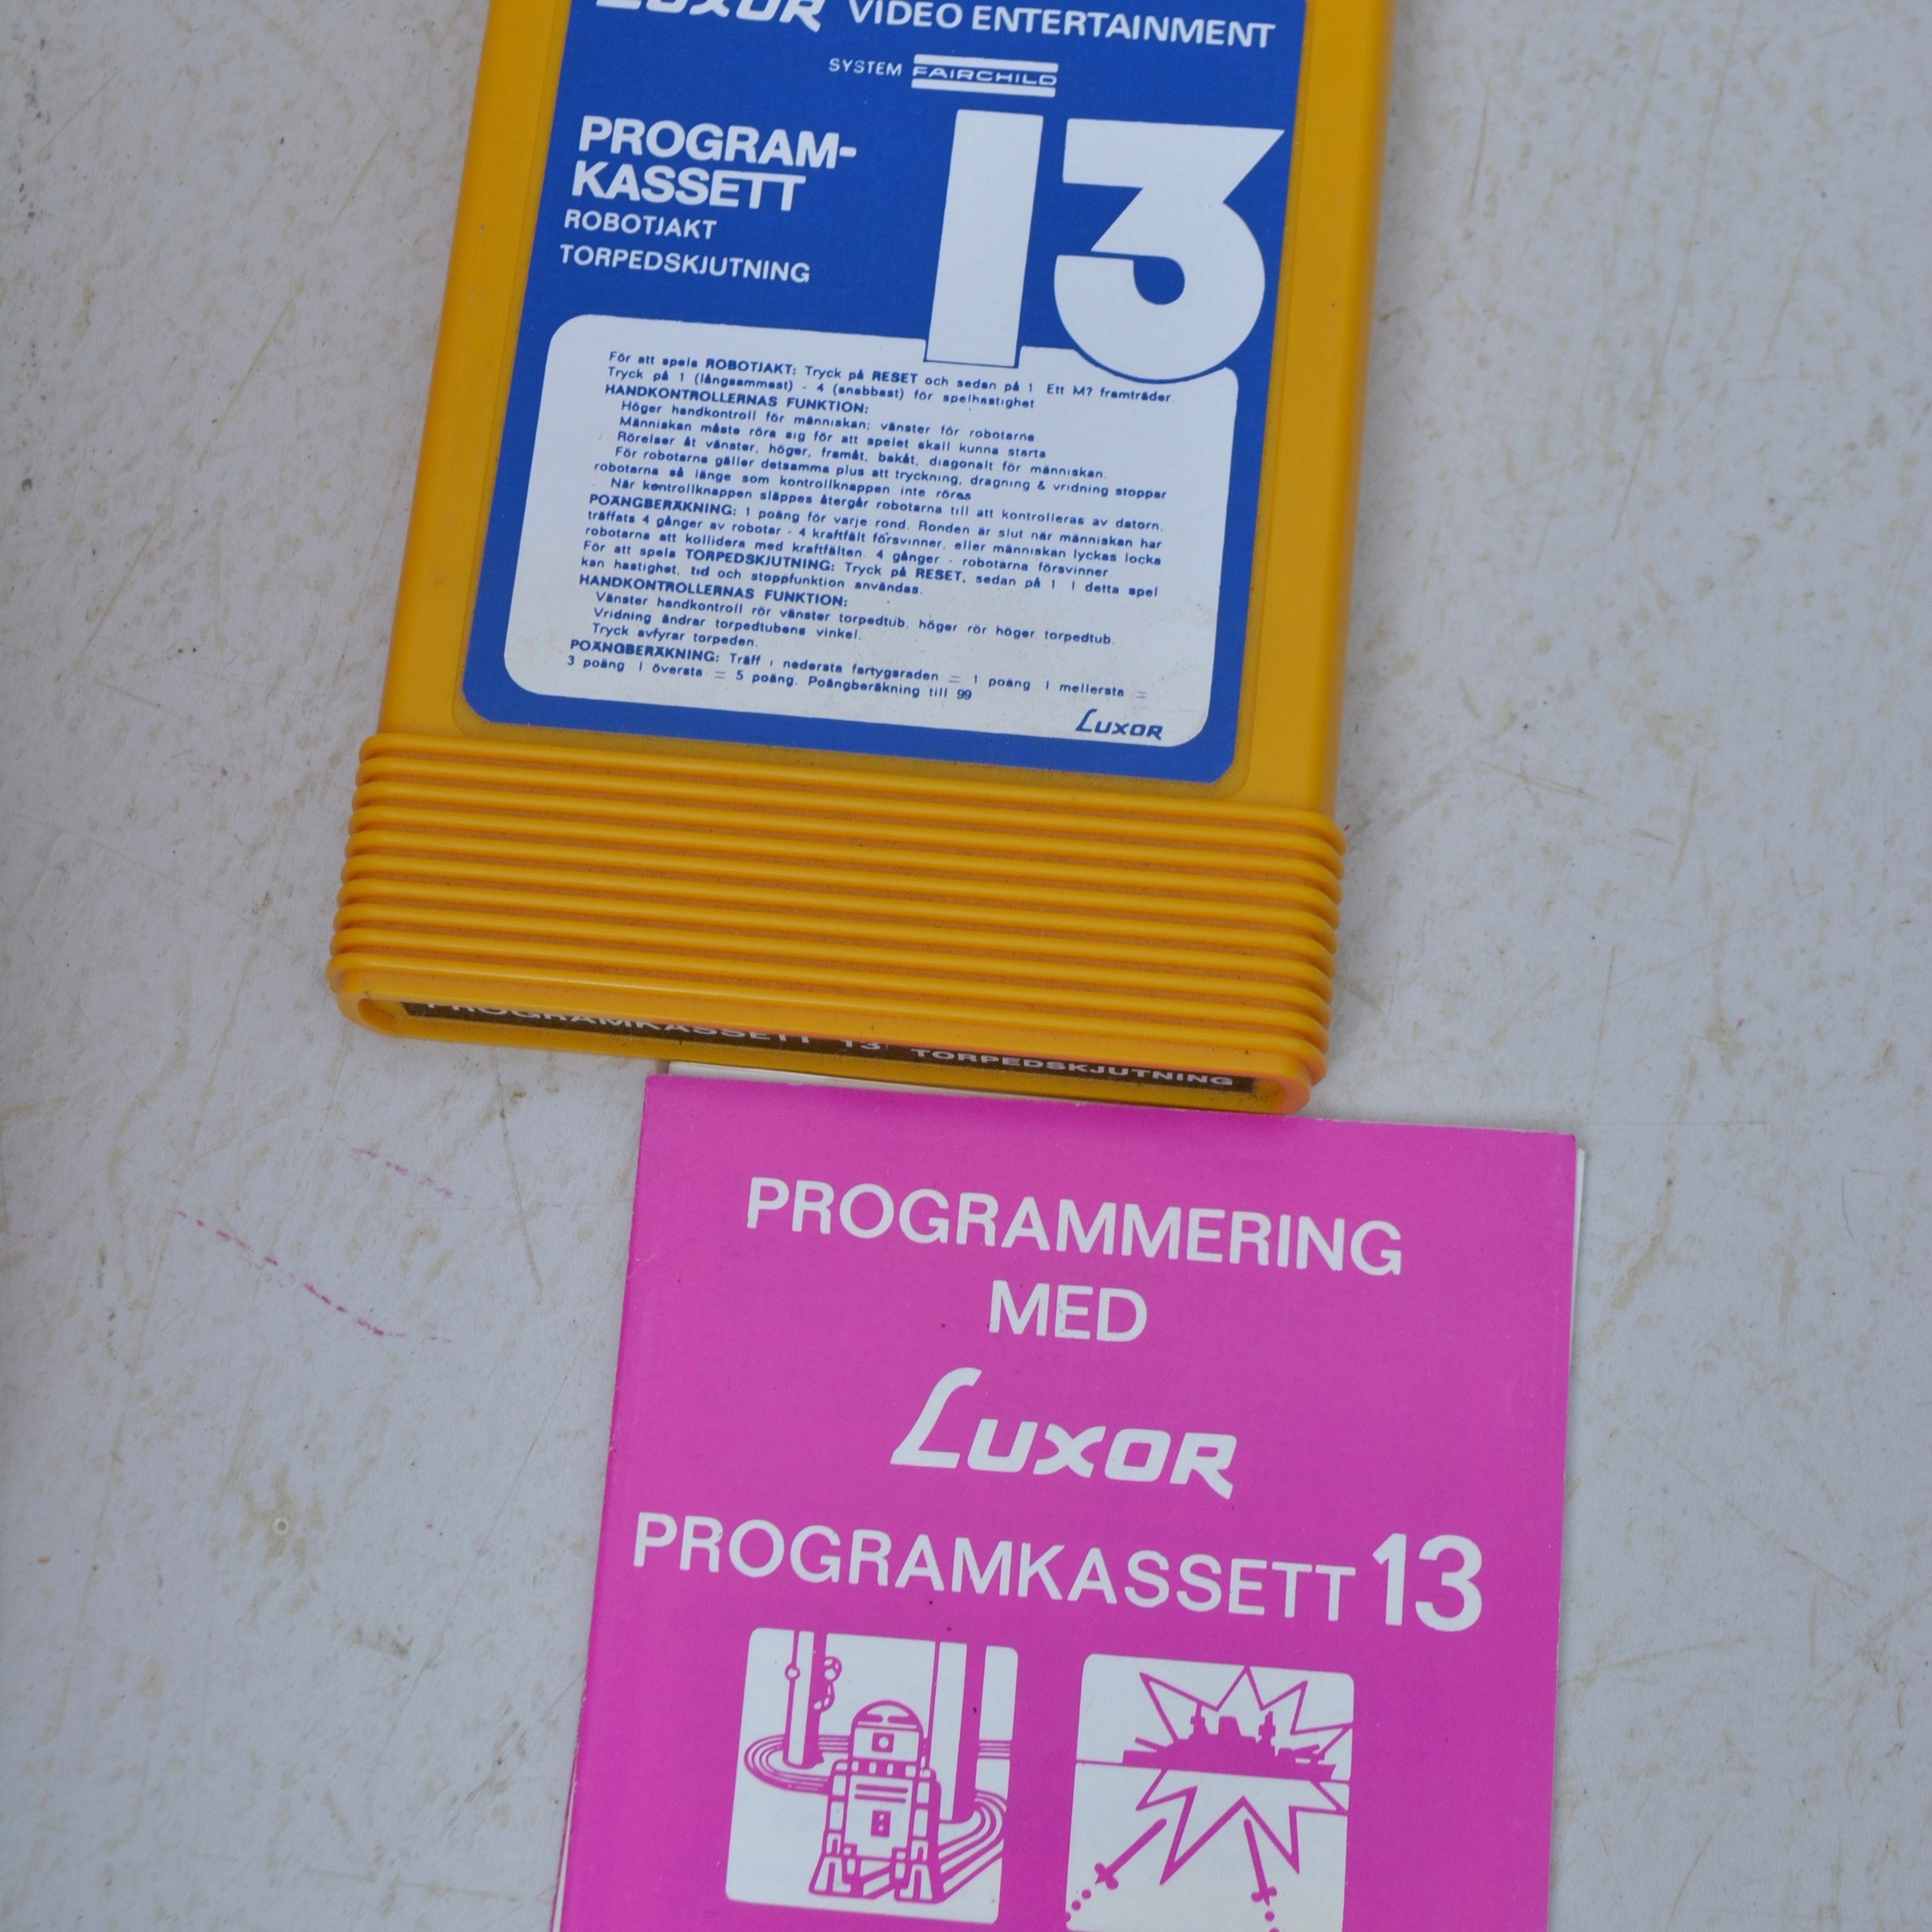 LUXOR VIDEO ENTERTAINMENT
SYSTEM FAIRCHILD
13
PROGRAM-
KASSETT
ROBOTJAKT
TORPEDSKJUTNING
För att spela ROBOTJAKT: Tryck på RESET och sedan på 1 Ett M? framträder.
Tryck på 1 (långsammast) - 4 (snabbast) för spelhastighet
HANDKONTROLLERNAS FUNKTION:
Höger handkontroll för människan; vänster för robotarna.
Människan måste röra sig för att spelet skall kunna starta
Rörelser åt vänster, höger, framåt, bakåt, diagonalt för människan.
För robotarna gäller detsamma plus att tryckning, dragning & vridning stoppar
robotarna så länge som kontrollknappen inte röres
När kontrollknappen släppes återgår robotarna till att kontrolleras av datorn.
POÄNGBERÄKNING: 1 poäng för varje rond. Ronden är slut när människan har
träffats 4 gånger av robotar - 4 kraftfält försvinner, eller människan lyckas locka
robotarna att kollidera med kraftfälten. 4 gånger - robotarna försvinner.
För att spela TORPEDSKJUTNING: Tryck på RESET, sedan på 1 I detta spel
kan hastighet, tid och stoppfunktion användas.
HANDKONTROLLERNAS FUNKTION:
Vänster handkontroll rör vänster torpedtub, höger rör höger torpedtub.
Vridning ändrar torpedtubens vinkel.
Tryck avfyrar torpeden.
POÄNGBERÄKNING: Träff i nedersta fartygsraden = 1 poäng I mellersta =
3 poäng I översta = 5 poäng. Poängberäkning till 99
LUXOR
PROGRAMKASSETT 13 TORPEDSKJUTNING
PROGRAMMERING
MED
LUXOR
PROGRAMKASSETT 13